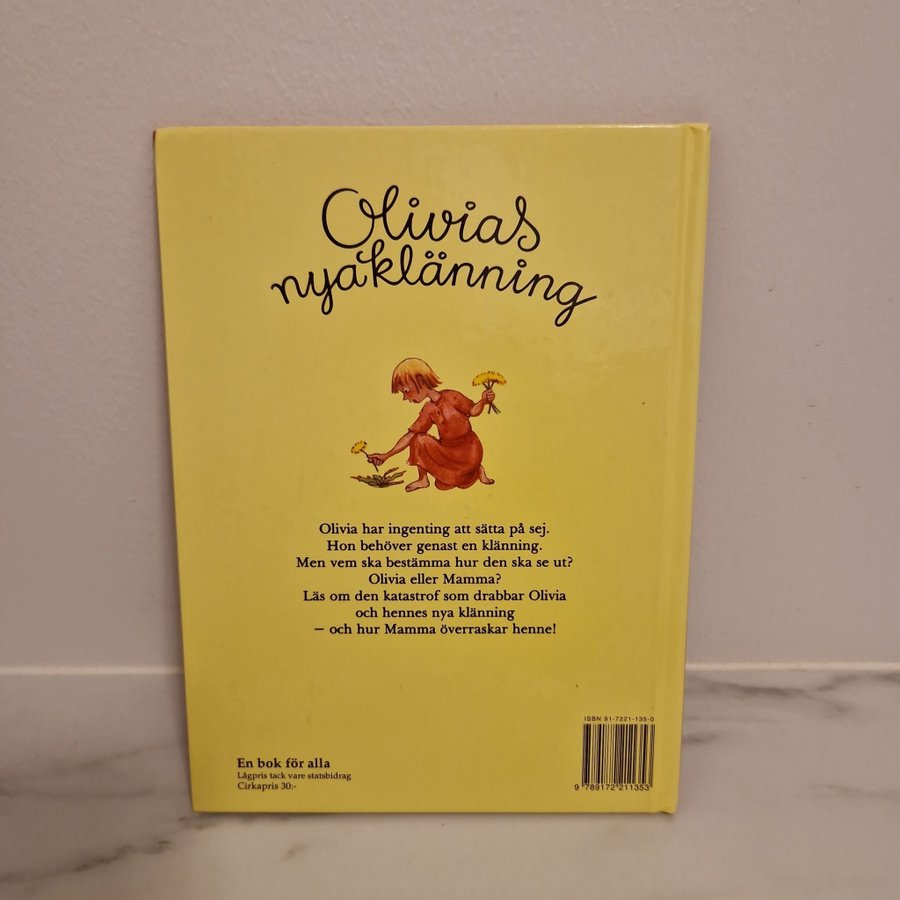 Olivias
nya klänning
Olivia har ingenting att sätta på sej.
Hon behöver genast en klänning.
Men vem ska bestämma hur den ska se ut?
Olivia eller Mamma?
Läs om den katastrof som drabbar Olivia
och hennes nya klänning
– och hur Mamma överraskar henne!
En bok för alla
Lågpris tack vare statsbidrag
Cirkapris 30:-
ISBN 91-7221-135-0
9 789172 211353